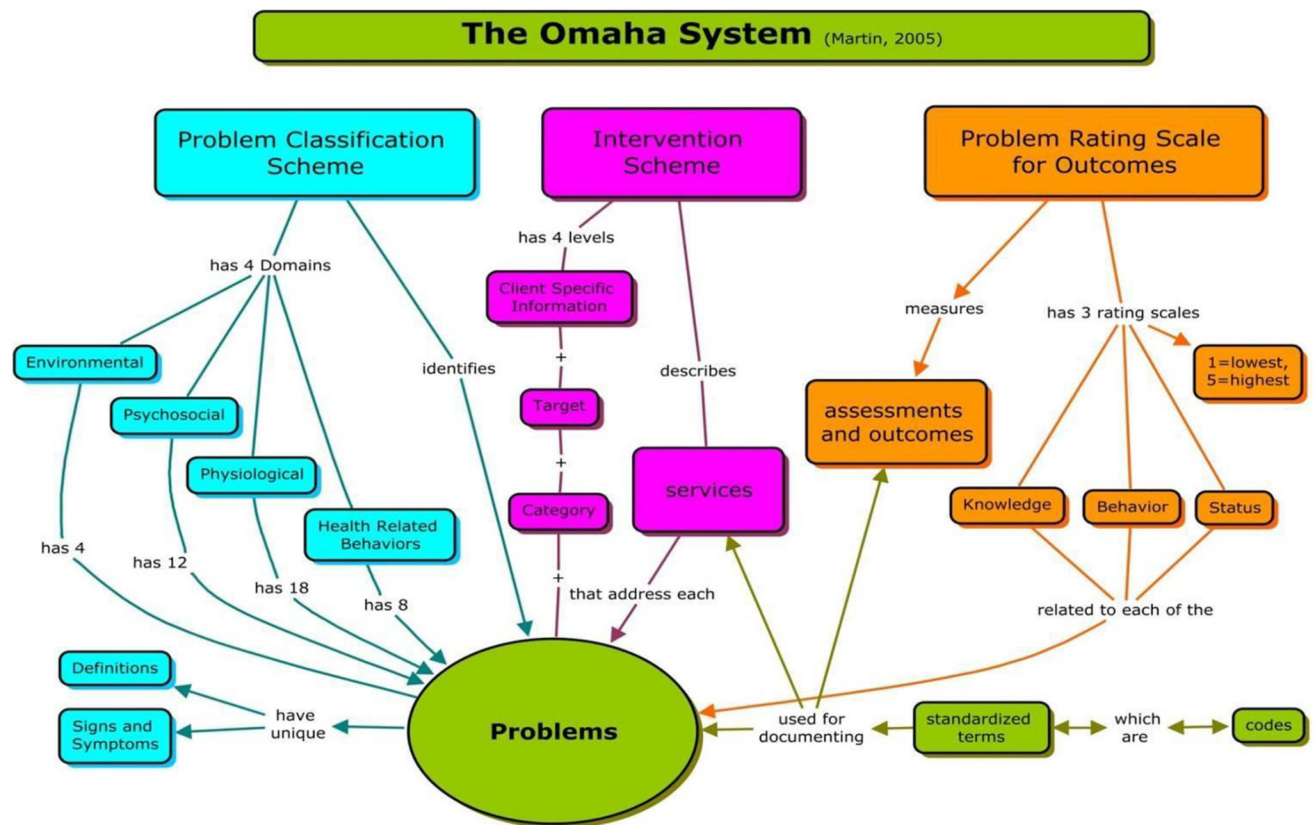 The Omaha System (Martin, 2005)
Problem Classification
Scheme
has 4 Domains
Environmental
Psychosocial
Physiological
Health Related
Behaviors
has 4
has 12
has 18
has 8
identifies
Intervention
Scheme
has 4 levels
Client Specific
Information
+
Target
+
Category
+
describes
services
that address each
Problem Rating Scale
for Outcomes
measures
assessments
and outcomes
has 3 rating scales
1=lowest,
5=highest
Knowledge
Behavior
Status
related to each of the
Problems
have
unique
Definitions
Signs and
Symptoms
used for
documenting
standardized
terms
which
are
codes